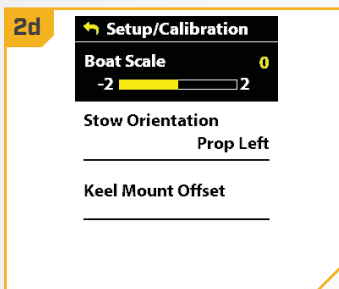 2d
Setup/Calibration
Boat Scale 0
-2 2
Stow Orientation
Prop Left
Keel Mount Offset